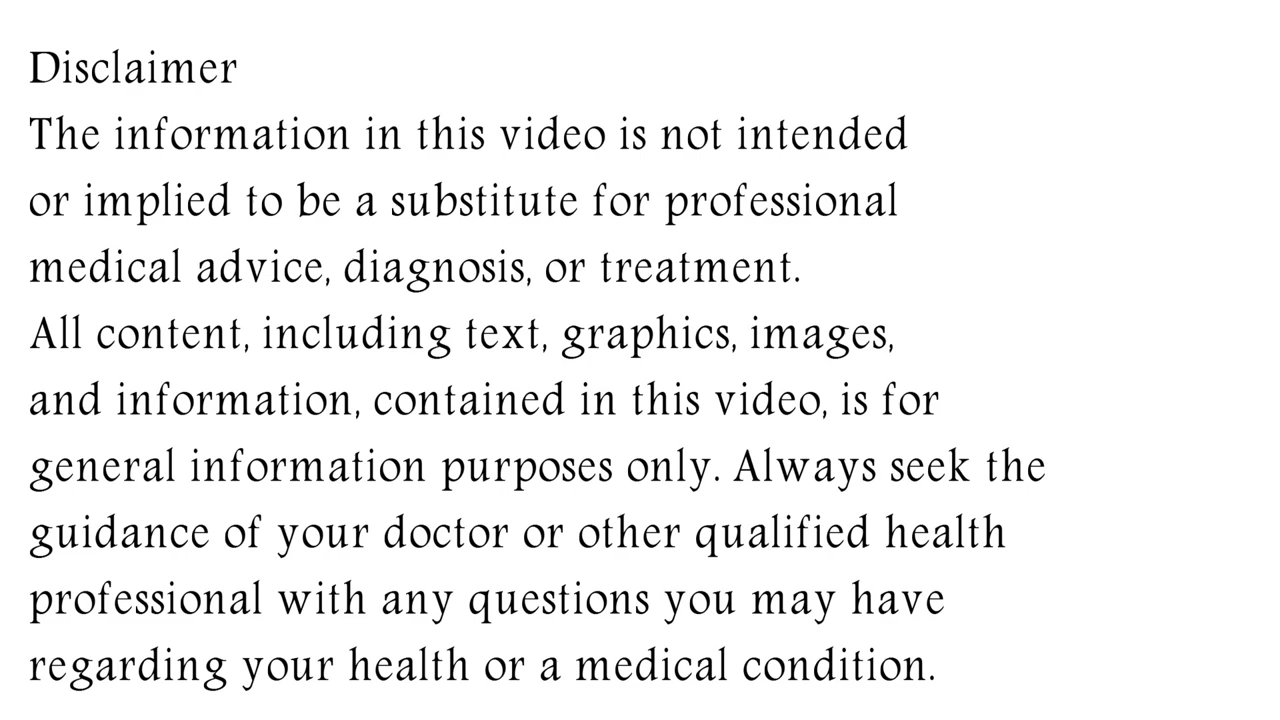 Disclaimer
The information in this video is not intended
or implied to be a substitute for professional
medical advice, diagnosis, or treatment.
All content, including text, graphics, images,
and information, contained in this video, is for
general information purposes only. Always seek the
guidance of your doctor or other qualified health
professional with any questions you may have
regarding your health or a medical condition.